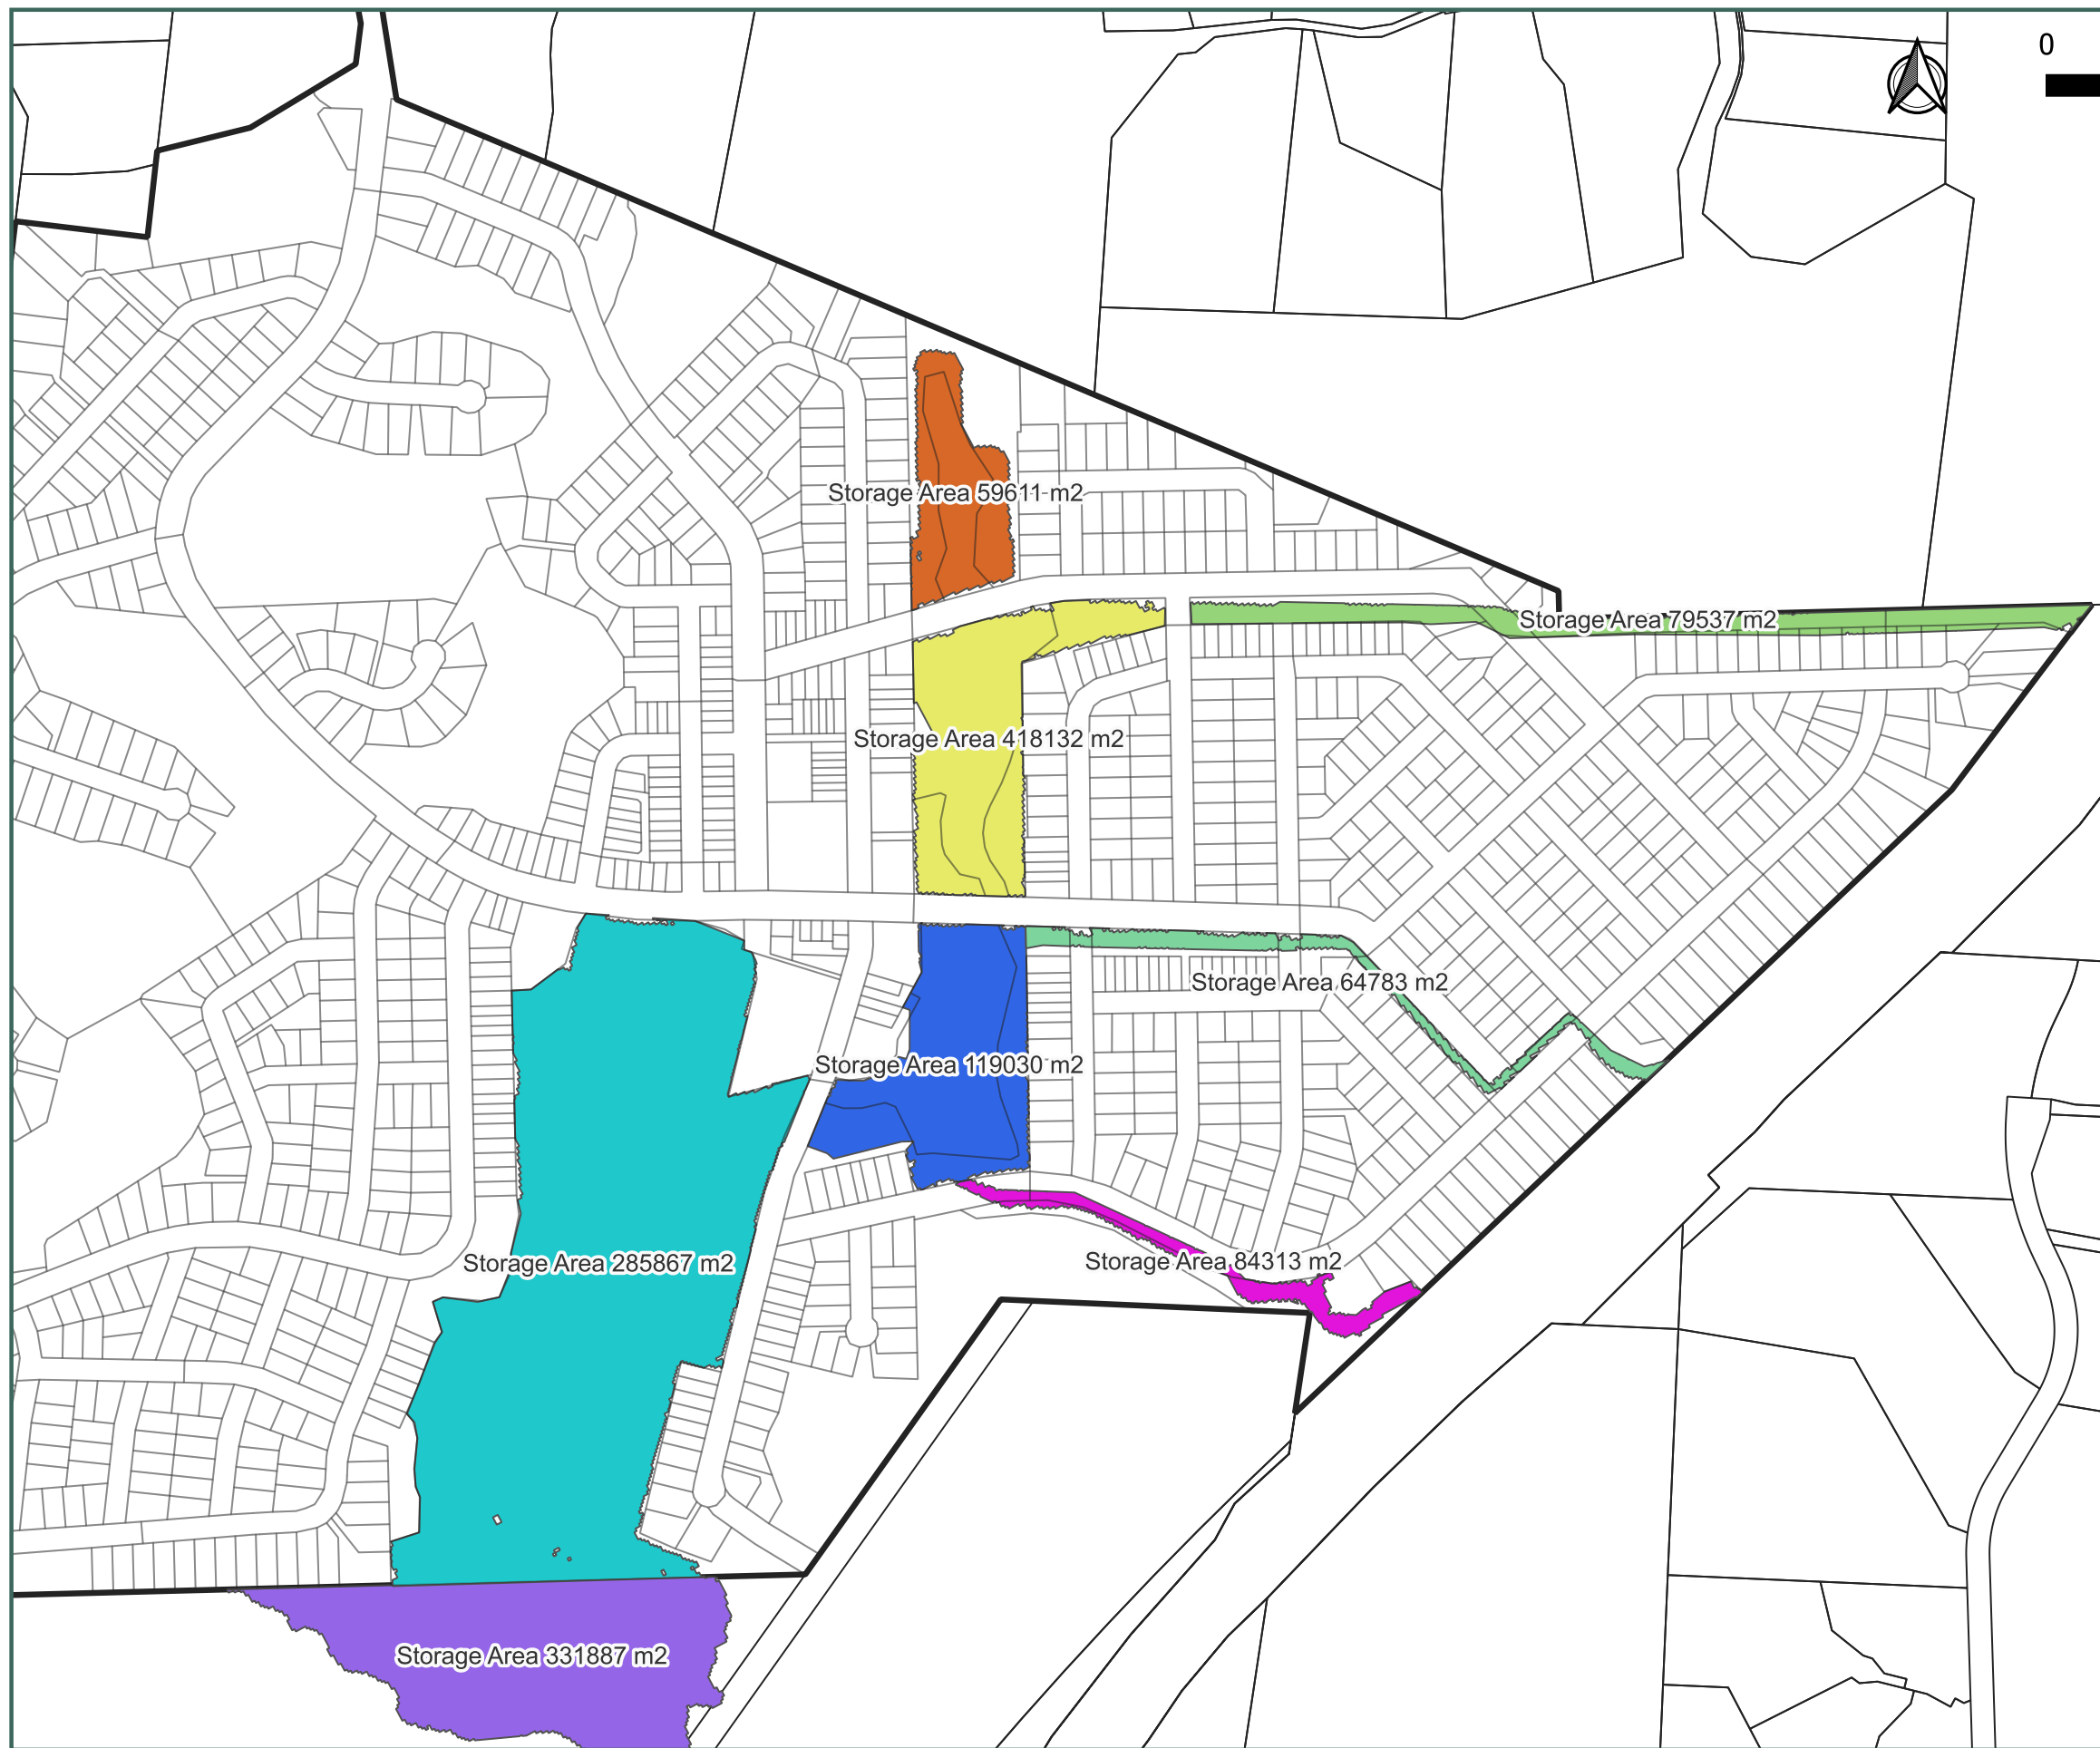 0
Storage Area 59611 m2
Storage Area 79537 m2
Storage Area 418132 m2
Storage Area 64783 m2
Storage Area 119030 m2
Storage Area 285867 m2
Storage Area 84313 m2
Storage Area 331887 m2